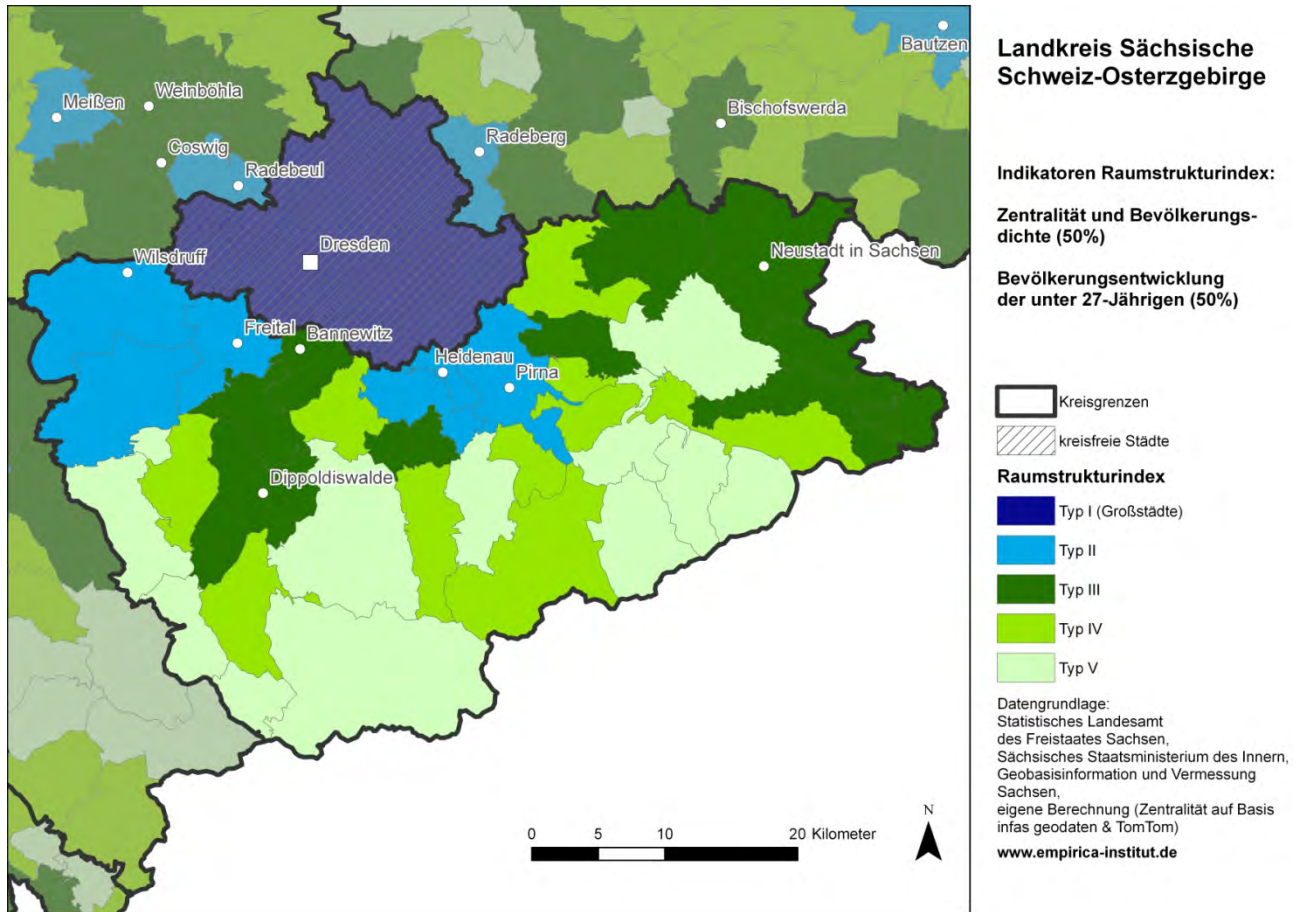 Bautzen
Meißen
Weinböhla
Bischofswerda
Coswig
Radeberg
Radebeul
Dresden
Wilsdruff
Neustadt in Sachsen
Freital
Bannewitz
Heidenau
Pirna
Dippoldiswalde
0 5 10 20 Kilometer
N
Landkreis Sächsische
Schweiz-Osterzgebirge
Indikatoren Raumstrukturindex:
Zentralität und Bevölkerungs-
dichte (50%)
Bevölkerungsentwicklung
der unter 27-Jährigen (50%)
Kreisgrenzen
kreisfreie Städte
Raumstrukturindex
Typ I (Großstädte)
Typ II
Typ III
Typ IV
Typ V
Datengrundlage:
Statistisches Landesamt
des Freistaates Sachsen,
Sächsisches Staatsministerium des Innern,
Geobasisinformation und Vermessung
Sachsen,
eigene Berechnung (Zentralität auf Basis
infas geodaten & TomTom)
www.empirica-institut.de